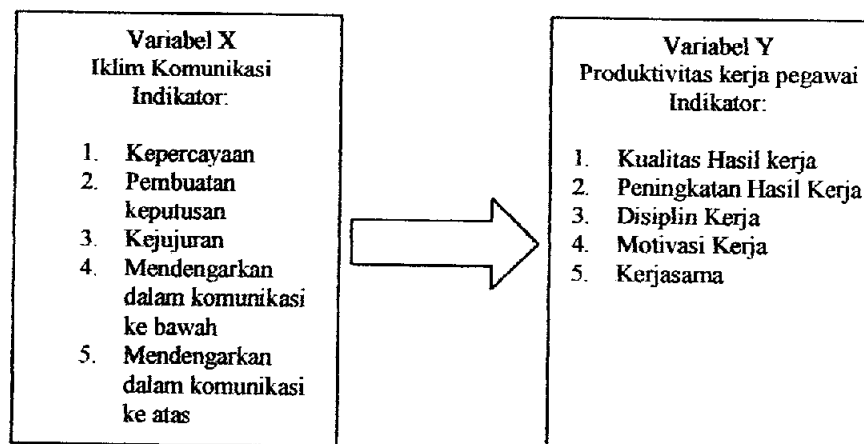 Variabel X
Iklim Komunikasi
Indikator:
1. Kepercayaan
2. Pembuatan
keputusan
3. Kejujuran
4. Mendengarkan
dalam komunikasi
ke bawah
5. Mendengarkan
dalam komunikasi
ke atas
Variabel Y
Produktivitas kerja pegawai
Indikator:
1. Kualitas Hasil kerja
2. Peningkatan Hasil Kerja
3. Disiplin Kerja
4. Motivasi Kerja
5. Kerjasama